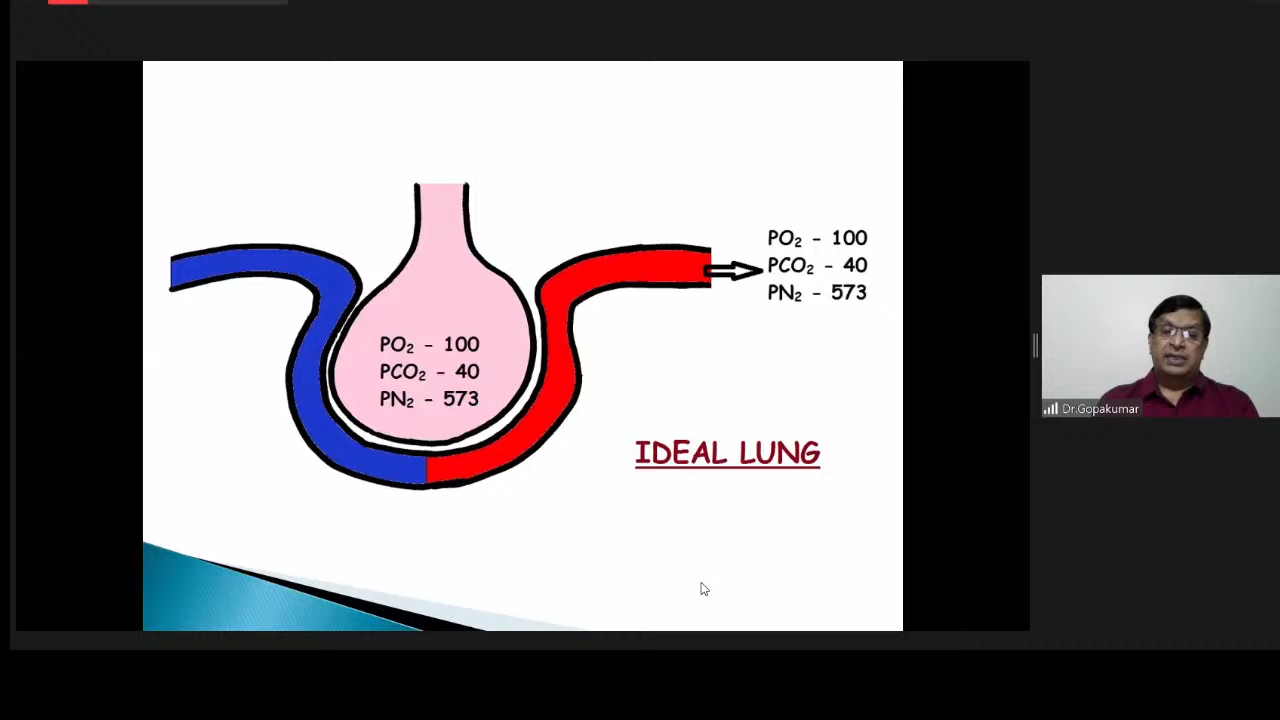 PO₂ - 100
PCO₂ - 40
PN₂ - 573
PO₂ - 100
PCO₂ - 40
PN₂ - 573
IDEAL LUNG
Dr.Gopakumar